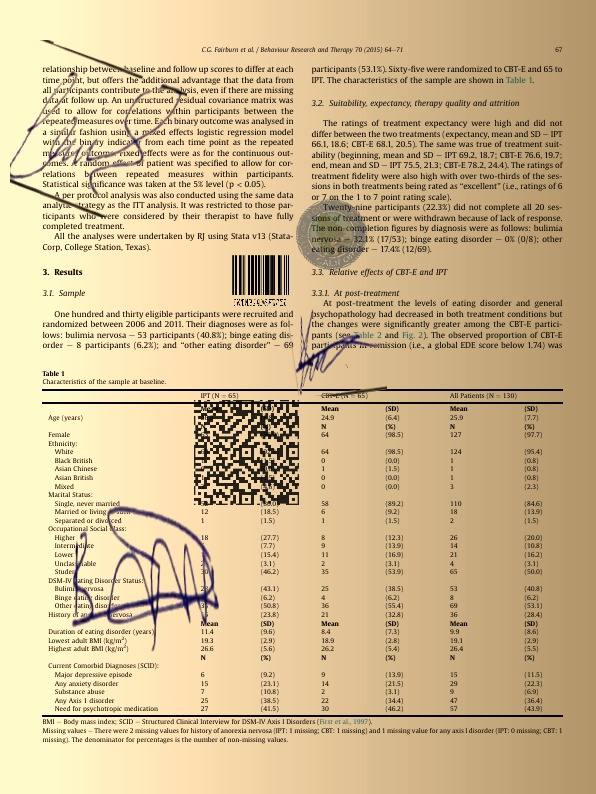 C.G. Fairburn et al. / Behaviour Research and Therapy 70 (2015) 64–71
67
relationship between baseline and follow up scores to differ at each
time point, but offers the additional advantage that the data from
all participants contribute to the analysis, even if there are missing
data at follow up. An unstructured residual covariance matrix was
used to allow for correlations within participants between the
repeated measures over time. Each binary outcome was analysed in
a similar fashion using a mixed effects logistic regression model
with the binary indicator from each time point as the repeated
measures outcome. Fixed effects were as for the continuous out-
comes. A random effect of patient was specified to allow for cor-
relations between repeated measures within participants.
Statistical significance was taken at the 5% level (p < 0.05).
A per protocol analysis was also conducted using the same data
analytic strategy as the ITT analysis. It was restricted to those par-
ticipants who were considered by their therapist to have fully
completed treatment.
All the analyses were undertaken by RJ using Stata v13 (Stata-
Corp, College Station, Texas).
3. Results
3.1. Sample
One hundred and thirty eligible participants were recruited and
randomized between 2006 and 2011. Their diagnoses were as fol-
lows: bulimia nervosa – 53 participants (40.8%); binge eating dis-
order – 8 participants (6.2%); and "other eating disorder" – 69
participants (53.1%). Sixty-five were randomized to CBT-E and 65 to
IPT. The characteristics of the sample are shown in Table 1.
3.2. Suitability, expectancy, therapy quality and attrition
The ratings of treatment expectancy were high and did not
differ between the two treatments (expectancy, mean and SD – IPT
66.1, 18.6; CBT-E 68.1, 20.5). The same was true of treatment suit-
ability (beginning, mean and SD – IPT 69.2, 18.7; CBT-E 76.6, 19.7;
end, mean and SD – IPT 75.5, 21.3; CBT-E 78.2, 24.4). The ratings of
treatment fidelity were also high with over two-thirds of the ses-
sions in both treatments being rated as "excellent" (i.e., ratings of 6
or 7 on the 1 to 7 point rating scale).
Twenty-nine participants (22.3%) did not complete all 20 ses-
sions of treatment or were withdrawn because of lack of response.
The non-completion figures by diagnosis were as follows: bulimia
nervosa – 32.1% (17/53); binge eating disorder – 0% (0/8); other
eating disorder – 17.4% (12/69).
3.3. Relative effects of CBT-E and IPT
3.3.1. At post-treatment
At post-treatment the levels of eating disorder and general
psychopathology had decreased in both treatment conditions but
the changes were significantly greater among the CBT-E partici-
pants (see Table 2 and Fig. 2). The observed proportion of CBT-E
participants in remission (i.e., a global EDE score below 1.74) was
Table 1
Characteristics of the sample at baseline.
IPT (N = 65) CBT-E (N = 65) All Patients (N = 130)
Mean (SD) Mean (SD)
Age (years) 24.9 (6.4) 25.9 (7.7)
N (%) N (%)
Female 64 (98.5) 127 (97.7)
Ethnicity:
White 64 (98.5) 124 (95.4)
Black British 0 (0.0) 1 (0.8)
Asian Chinese 1 (1.5) 1 (0.8)
Asian British 0 (0.0) 1 (0.8)
Mixed 0 (0.0) 3 (2.3)
Marital Status:
Single, never married 58 (89.2) 110 (84.6)
Married or living 12 (18.5) 6 (9.2) 18 (13.9)
Separated or divorced 1 (1.5) 1 (1.5) 2 (1.5)
Occupational Social Class:
Higher 18 (27.7) 8 (12.3) 26 (20.0)
Intermediate (7.7) 9 (13.9) 14 (10.8)
Lower (15.4) 11 (16.9) 21 (16.2)
Unclassifiable (3.1) 2 (3.1) 4 (3.1)
Student (46.2) 35 (53.9) 65 (50.0)
DSM-IV Eating Disorder Status:
Bulimia nervosa (43.1) 25 (38.5) 53 (40.8)
Binge eating disorder (6.2) 4 (6.2) 8 (6.2)
Other eating disorder (50.8) 36 (55.4) 69 (53.1)
History of anorexia nervosa (23.8) 21 (32.8) 36 (28.4)
Mean (SD) Mean (SD) Mean (SD)
Duration of eating disorder (years) 11.4 (9.6) 8.4 (7.3) 9.9 (8.6)
Lowest adult BMI (kg/m²) 19.3 (2.9) 18.9 (2.8) 19.1 (2.9)
Highest adult BMI (kg/m²) 26.6 (5.6) 26.2 (5.4) 26.4 (5.5)
N (%) N (%) N (%)
Current Comorbid Diagnoses (SCID):
Major depressive episode 6 (9.2) 9 (13.9) 15 (11.5)
Any anxiety disorder 15 (23.1) 14 (21.5) 29 (22.3)
Substance abuse 7 (10.8) 2 (3.1) 9 (6.9)
Any Axis 1 disorder 25 (38.5) 22 (34.4) 47 (36.4)
Need for psychotropic medication 27 (41.5) 30 (46.2) 57 (43.9)
BMI – Body mass index; SCID – Structured Clinical Interview for DSM-IV Axis I Disorders (First et al., 1997).
Missing values – There were 2 missing values for history of anorexia nervosa (IPT: 1 missing; CBT: 1 missing) and 1 missing value for any axis I disorder (IPT: 0 missing; CBT: 1
missing). The denominator for percentages is the number of non-missing values.